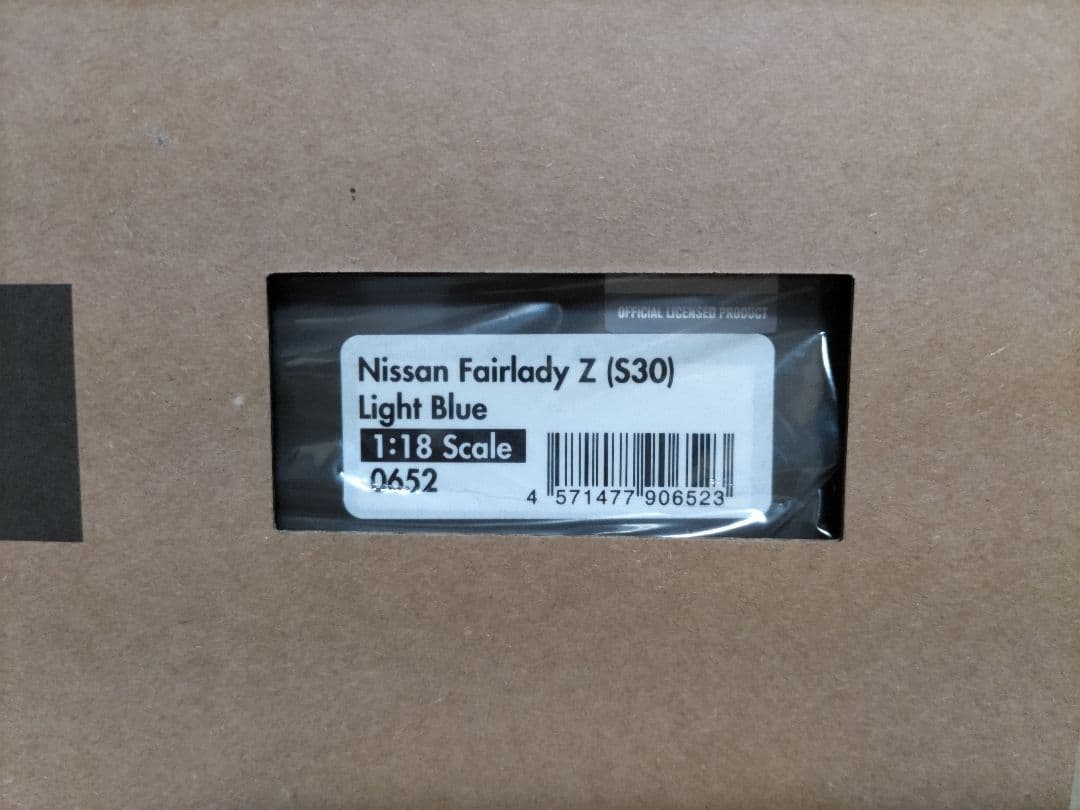 OFFICIAL LICENSED PRODUCT
Nissan Fairlady Z (S30)
Light Blue
1:18 Scale
0652
4 571477 906523